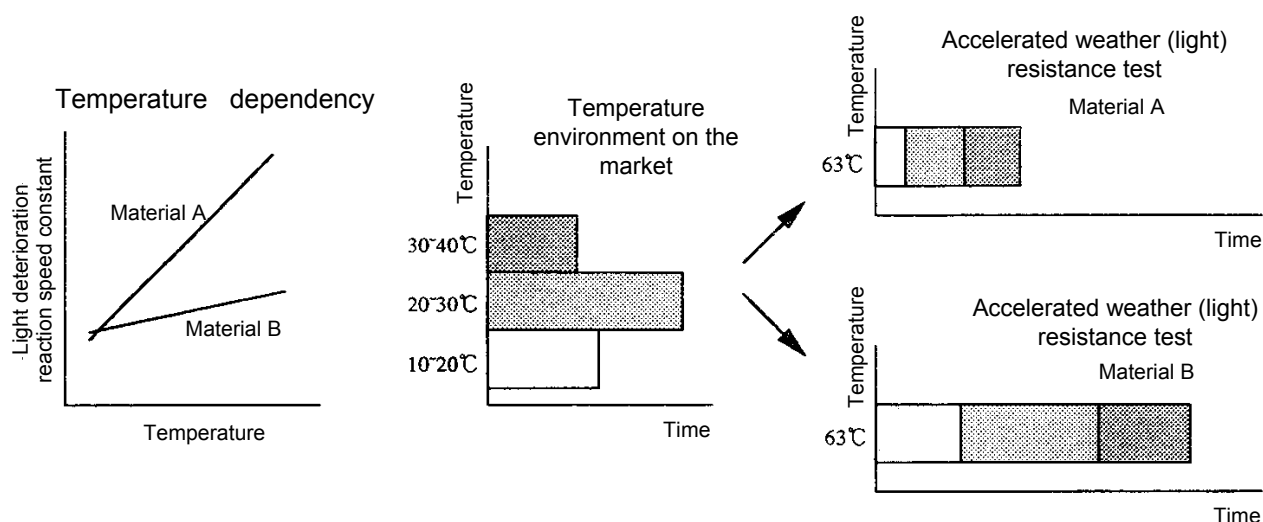 Temperature dependency
Light deterioration
reaction speed constant
Material A
Material B
Temperature
Temperature
environment on the
market
Temperature
30~40℃
20~30℃
10~20℃
Time
Accelerated weather (light)
resistance test
Material A
Temperature
63℃
Time
Accelerated weather (light)
resistance test
Material B
Temperature
63℃
Time